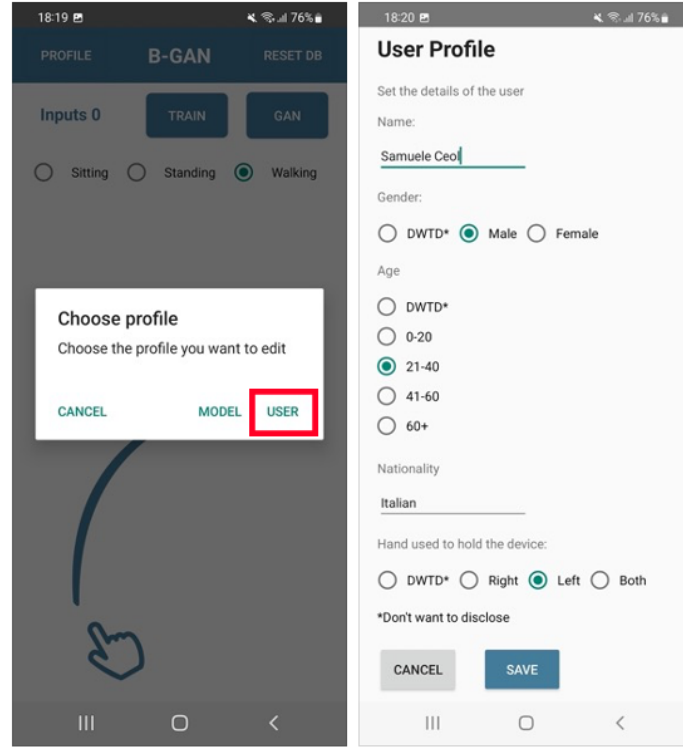 18:19 76%
PROFILE B-GAN RESET DB
Inputs 0 TRAIN GAN
Sitting Standing Walking
Choose profile
Choose the profile you want to edit
CANCEL MODEL USER
18:20 76%
User Profile
Set the details of the user
Name:
Samuele Ceol
Gender:
DWTD* Male Female
Age
DWTD*
0-20
21-40
41-60
60+
Nationality
Italian
Hand used to hold the device:
DWTD* Right Left Both
*Don't want to disclose
CANCEL SAVE